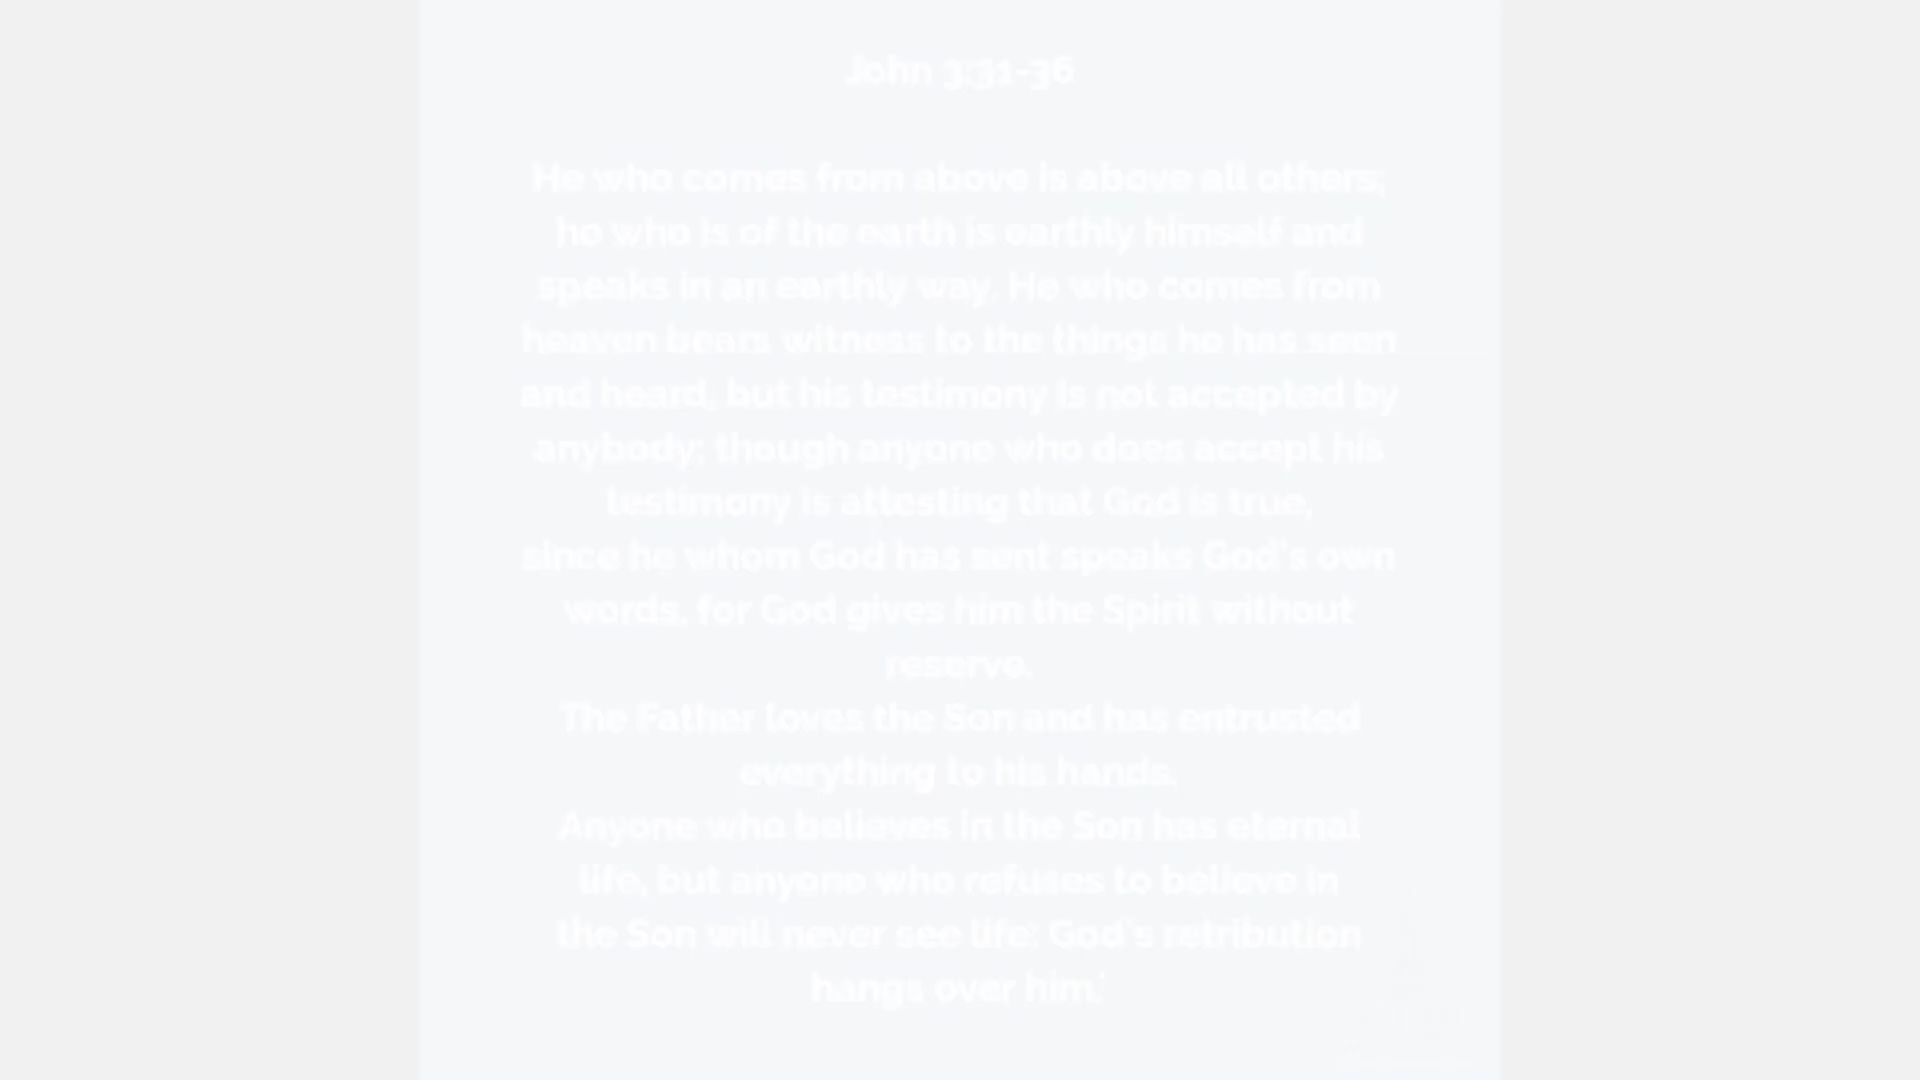 John 3:31-36
He who comes from above is above all others;
he who is of the earth is earthly himself and
speaks in an earthly way. He who comes from
heaven bears witness to the things he has seen
and heard, but his testimony is not accepted by
anybody; though anyone who does accept his
testimony is attesting that God is true,
since he whom God has sent speaks God's own
words, for God gives him the Spirit without
reserve.
The Father loves the Son and has entrusted
everything to his hands.
Anyone who believes in the Son has eternal
life, but anyone who refuses to believe in
the Son will never see life: God's retribution
hangs over him.'